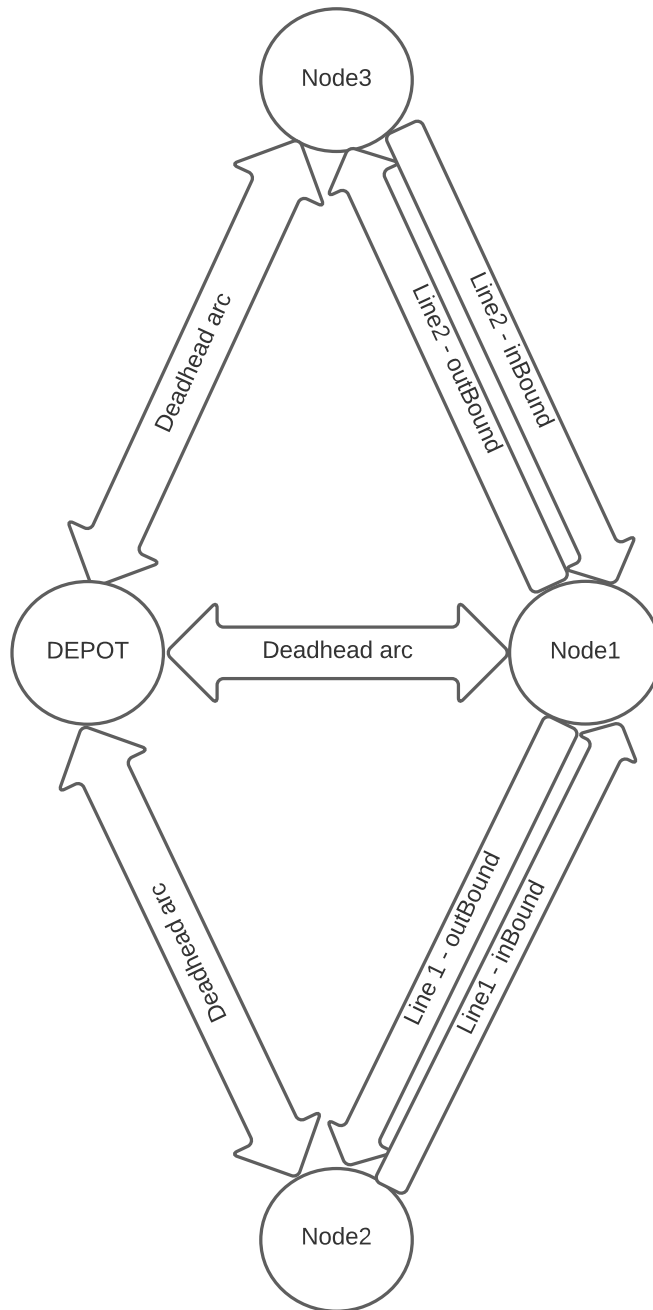 Node3
Deadhead arc
Line2 - outBound
Line2 - inBound
DEPOT
Deadhead arc
Node1
Deadhead arc
Line 1 - outBound
Line1 - inBound
Node2